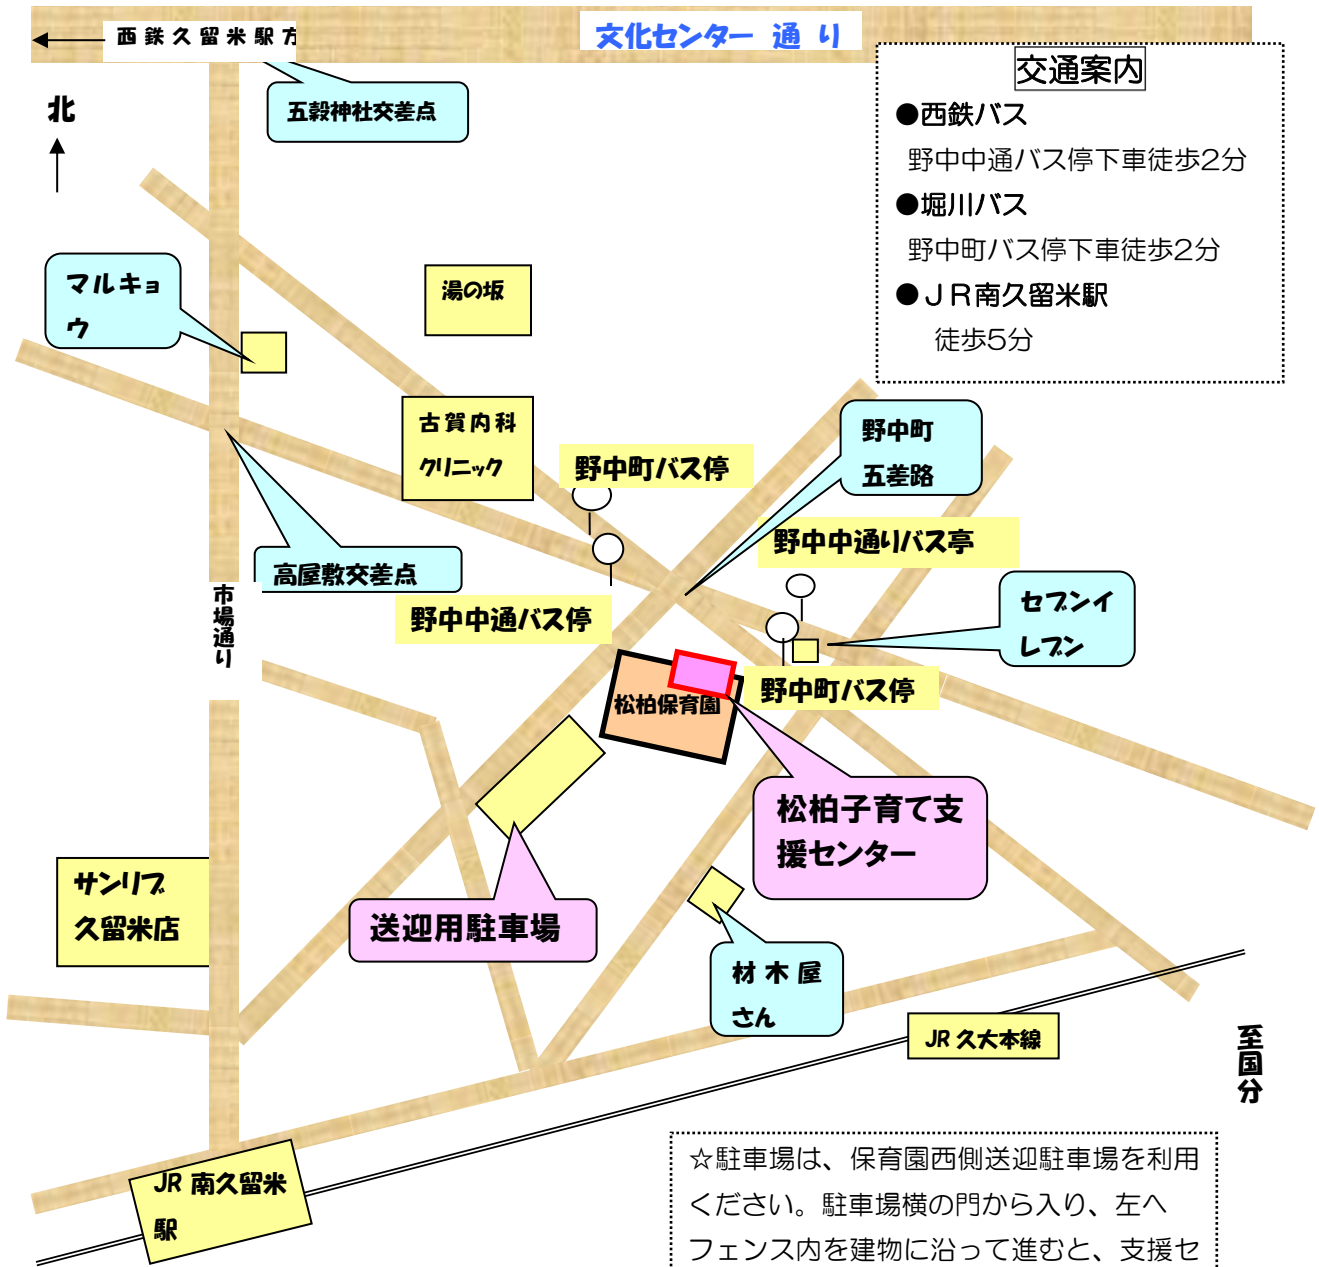 西鉄久留米駅方
文化センター 通り
交通案内
●西鉄バス
野中中通バス停下車徒歩2分
●堀川バス
野中町バス停下車徒歩2分
●JR南久留米駅
徒歩5分
北
五穀神社交差点
マルキョ
ウ
湯の坂
古賀内科
クリニック
野中町バス停
野中町
五差路
野中中通りバス亭
高屋敷交差点
市場通り
野中中通バス停
セブンイ
レブン
松柏保育園
野中町バス停
松柏子育て支
援センター
サンリブ
久留米店
送迎用駐車場
材木屋
さん
JR 久大本線
至国分
JR 南久留米
駅
☆駐車場は、保育園西側送迎駐車場を利用
ください。駐車場横の門から入り、左へ
フェンス内を建物に沿って進むと、支援セ